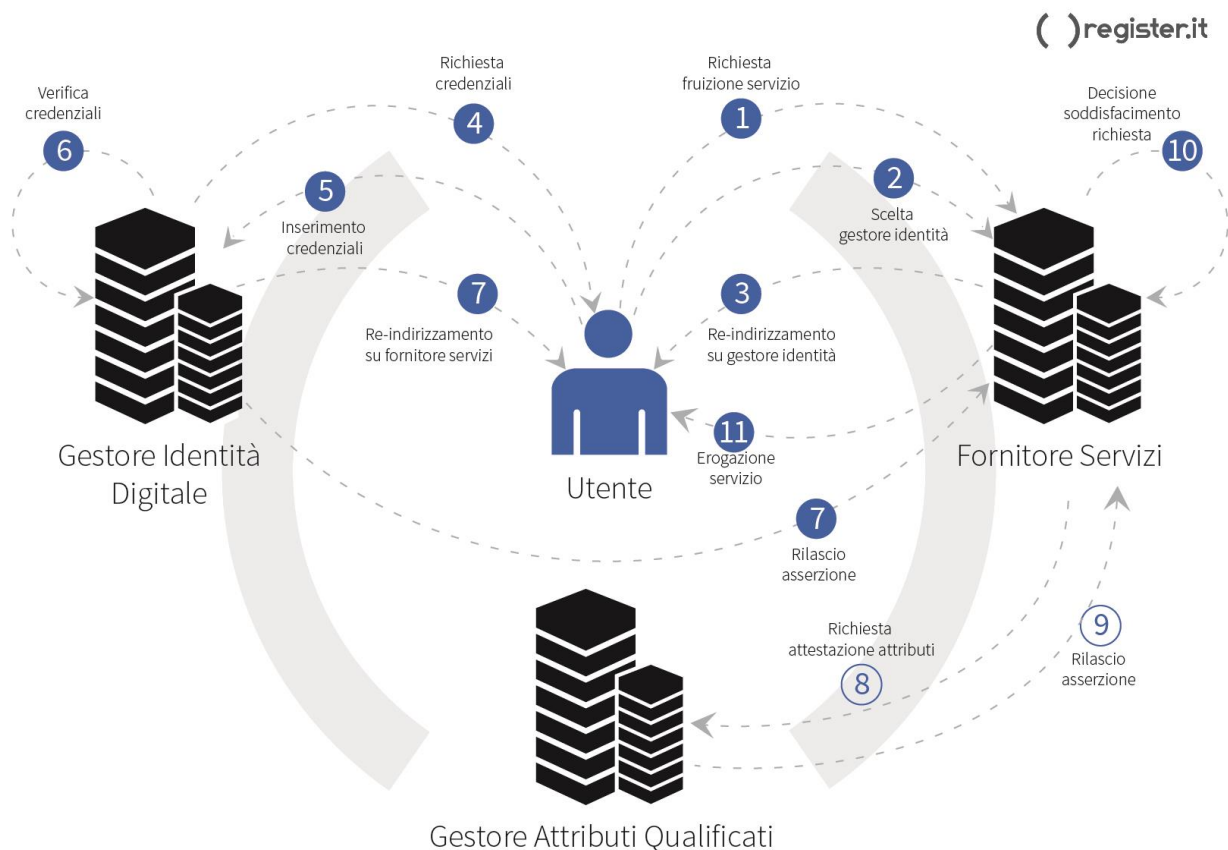 ( ) register.it
Richiesta
credenziali
4
Richiesta
fruizione servizio
1
Verifica
credenziali
6
Decisione
soddisfacimento
richiesta
10
5
Inserimento
credenziali
2
Scelta
gestore identità
7
Re-indirizzamento
su fornitore servizi
3
Re-indirizzamento
su gestore identità
11
Erogazione
servizio
Gestore Identità
Digitale
Utente
Fornitore Servizi
7
Rilascio
asserzione
Richiesta
attestazione attributi
8
9
Rilascio
asserzione
Gestore Attributi Qualificati